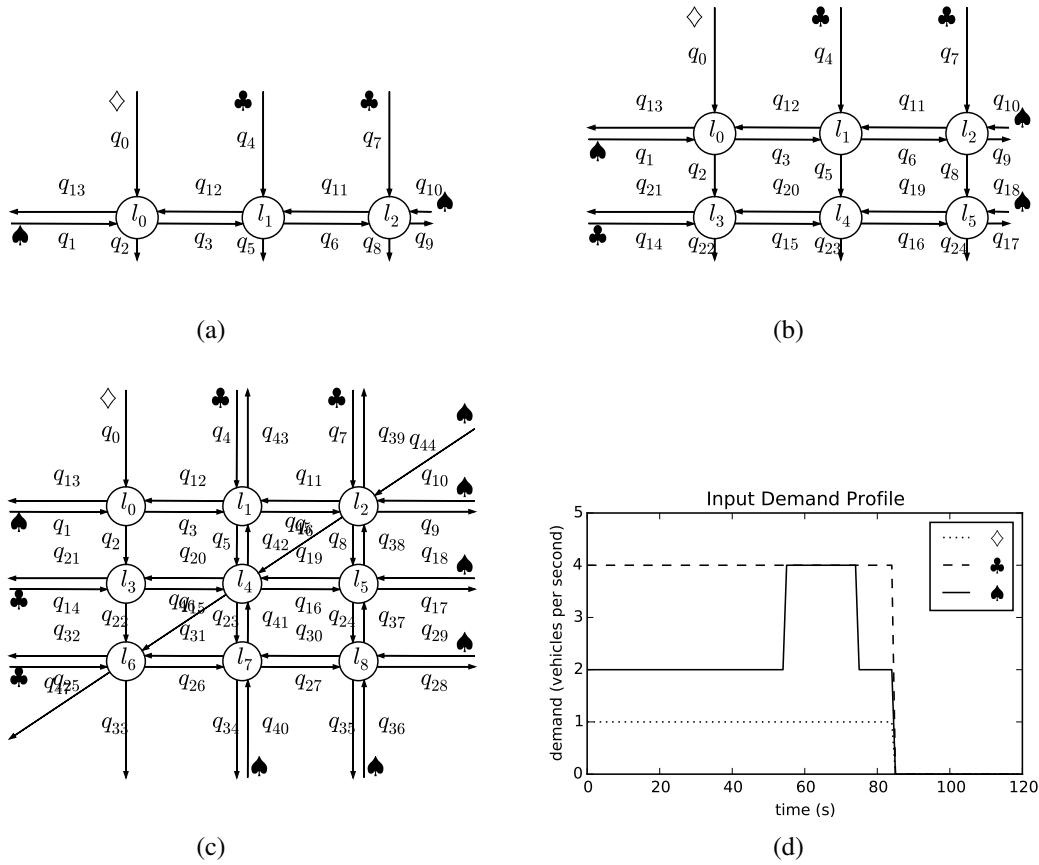 ♢ ♣ ♣
q₀ q₄ q₇
q₁₃ q₁₂ q₁₁ q₁₀ ♠
l₀ l₁ l₂
♠ q₁ q₂ q₃ q₅ q₆ q₈ q₉
(a)
♢ ♣ ♣
q₀ q₄ q₇
q₁₃ q₁₂ q₁₁ q₁₀ ♠
l₀ l₁ l₂
♠ q₁ q₃ q₆ q₉
q₂ q₅ q₈
q₂₁ q₂₀ q₁₉ q₁₈ ♠
l₃ l₄ l₅
♣ q₁₄ q₂₂ q₁₅ q₂₃ q₁₆ q₂₄ q₁₇
(b)
♢ ♣ ♣ ♠
q₀ q₄ q₄₃ q₇ q₃₉ q₄₄
q₁₃ q₁₂ q₁₁ q₁₀ ♠
l₀ l₁ l₂
♠ q₁ q₃ q₉
q₂ q₅ q₄₂ q₈ q₃₈
q₂₁ q₂₀ q₁₉ q₁₈ ♠
l₃ l₄ l₅
♣ q₁₄ q₁₅ q₁₆ q₁₇
q₂₂ q₂₃ q₄₁ q₂₄ q₃₇
q₃₂ q₃₁ q₃₀ q₂₉ ♠
l₆ l₇ l₈
♣ q₂₅ q₂₆ q₂₇ q₂₈
q₃₃ q₃₄ q₄₀ q₃₅ q₃₆
♠ ♠
(c)
Input Demand Profile
demand (vehicles per second)
5
4
3
2
1
0
♢
♣
♠
0 20 40 60 80 100 120
time (s)
(d)